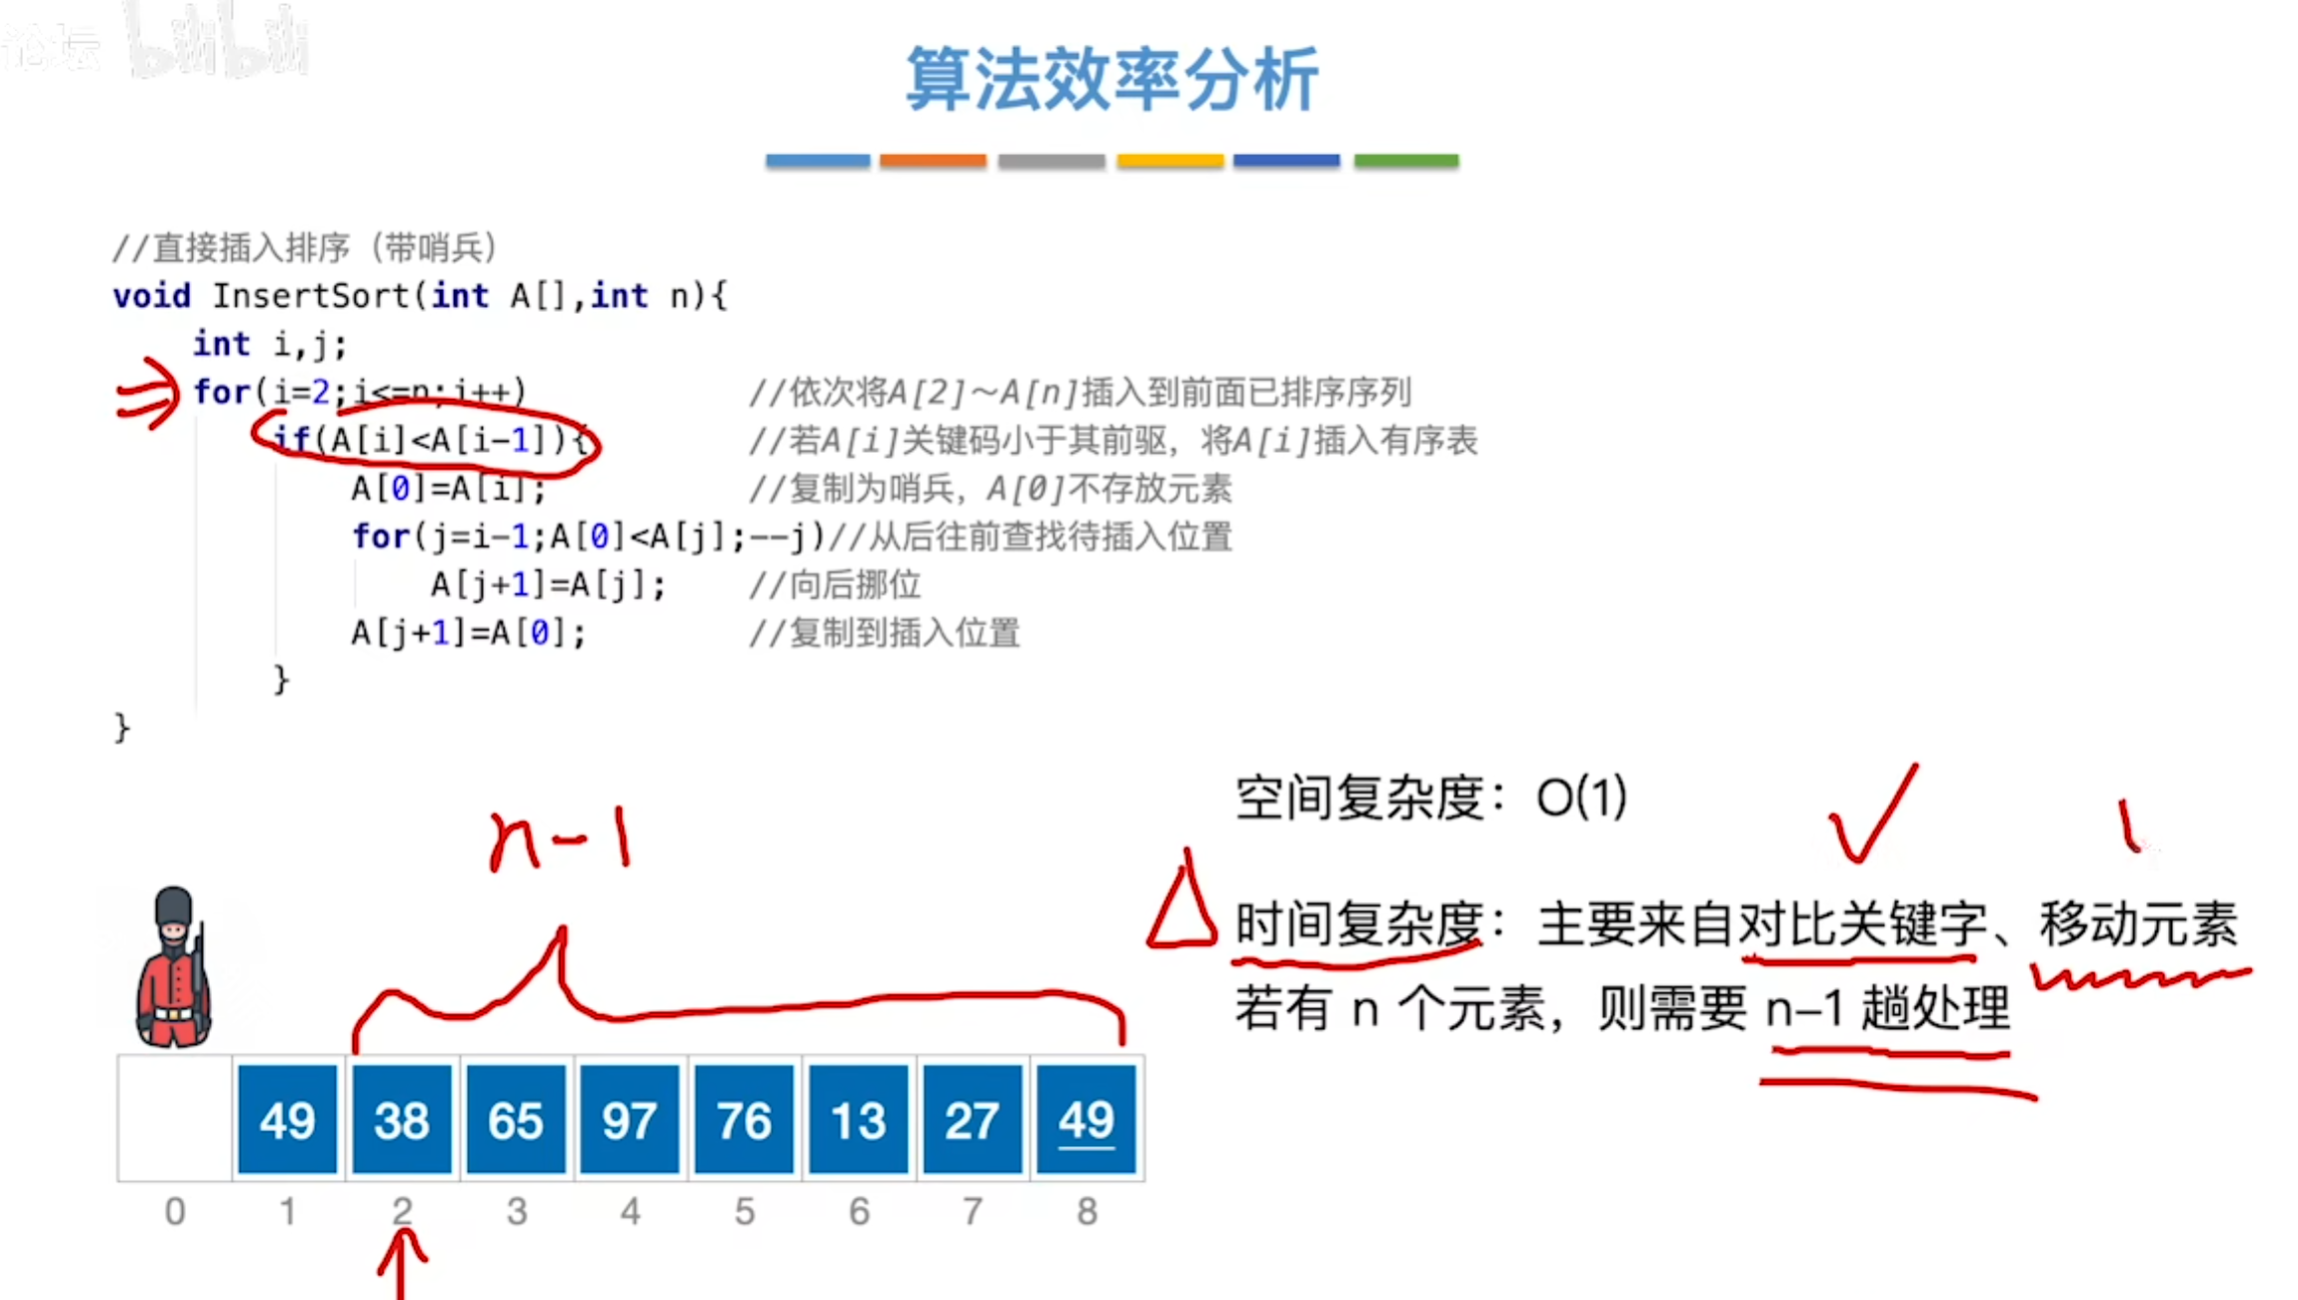 论坛 bilibili
算法效率分析
//直接插入排序（带哨兵）
void InsertSort(int A[],int n){
int i,j;
for(i=2;i<=n;i++) //依次将A[2]～A[n]插入到前面已排序序列
if(A[i]<A[i-1]){ //若A[i]关键码小于其前驱，将A[i]插入有序表
A[0]=A[i]; //复制为哨兵，A[0]不存放元素
for(j=i-1;A[0]<A[j];--j)//从后往前查找待插入位置
A[j+1]=A[j]; //向后挪位
A[j+1]=A[0]; //复制到插入位置
}
}
空间复杂度：O(1)
n-1
时间复杂度：主要来自对比关键字、移动元素
若有 n 个元素，则需要 n–1 趟处理
49 38 65 97 76 13 27 49
0 1 2 3 4 5 6 7 8